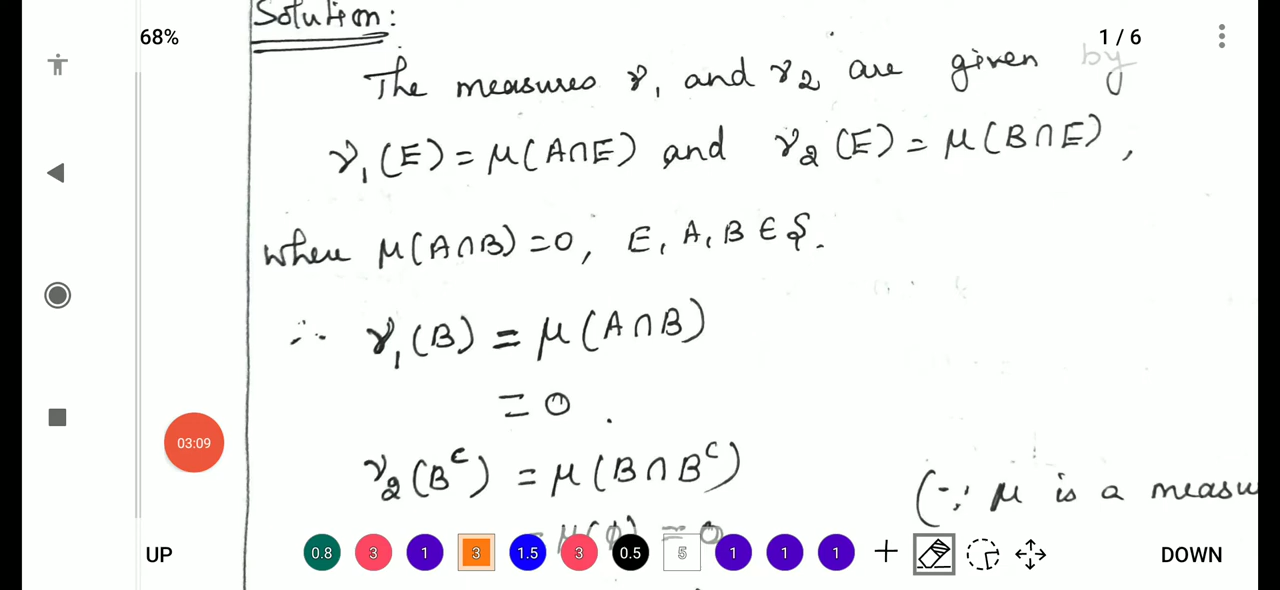 Solution:
68%
1 / 6
The measures ν₁ and ν₂ are given by
ν₁(E) = μ(A∩E) and ν₂(E) = μ(B∩E),
where μ(A∩B) = 0, E, A, B ∈ S.
∴ ν₁(B) = μ(A∩B)
= 0.
03:09
ν₂(Bᶜ) = μ(B∩Bᶜ)
(∵ μ is a measu
= μ(ϕ) = 0
UP 0.8 3 1 3 1.5 3 0.5 5 1 1 1 + DOWN